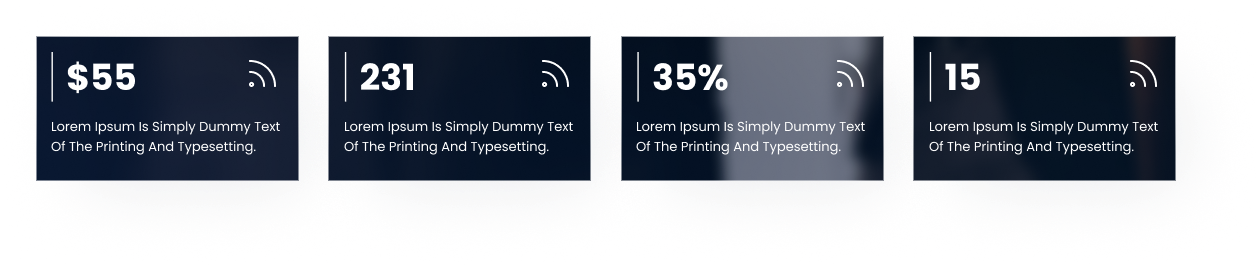 $55
Lorem Ipsum Is Simply Dummy Text
Of The Printing And Typesetting.
231
Lorem Ipsum Is Simply Dummy Text
Of The Printing And Typesetting.
35%
Lorem Ipsum Is Simply Dummy Text
Of The Printing And Typesetting.
15
Lorem Ipsum Is Simply Dummy Text
Of The Printing And Typesetting.